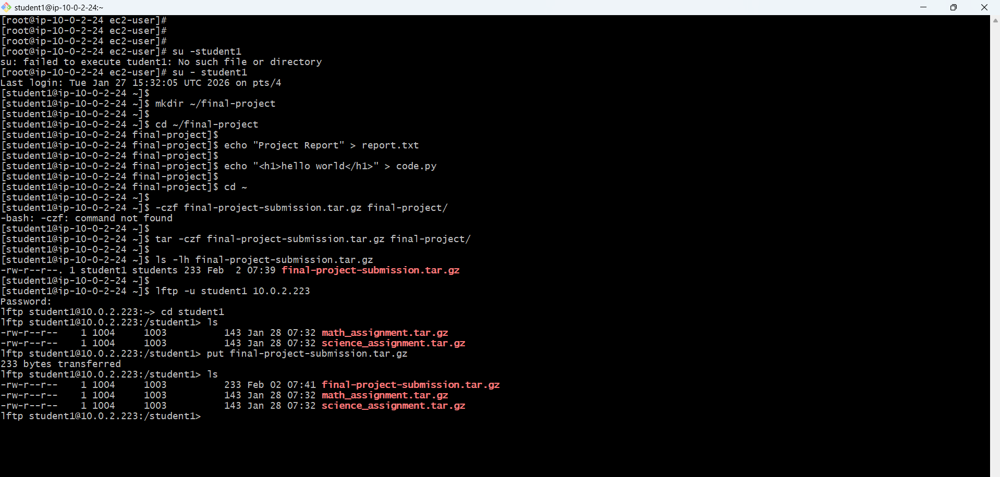 student1@ip-10-0-2-24:~
[root@ip-10-0-2-24 ec2-user]#
[root@ip-10-0-2-24 ec2-user]#
[root@ip-10-0-2-24 ec2-user]#
[root@ip-10-0-2-24 ec2-user]# su -student1
su: failed to execute tudent1: No such file or directory
[root@ip-10-0-2-24 ec2-user]# su - student1
Last login: Tue Jan 27 15:32:05 UTC 2026 on pts/4
[student1@ip-10-0-2-24 ~]$
[student1@ip-10-0-2-24 ~]$ mkdir ~/final-project
[student1@ip-10-0-2-24 ~]$
[student1@ip-10-0-2-24 ~]$ cd ~/final-project
[student1@ip-10-0-2-24 final-project]$
[student1@ip-10-0-2-24 final-project]$ echo "Project Report" > report.txt
[student1@ip-10-0-2-24 final-project]$
[student1@ip-10-0-2-24 final-project]$ echo "<h1>hello world</h1>" > code.py
[student1@ip-10-0-2-24 final-project]$
[student1@ip-10-0-2-24 final-project]$ cd ~
[student1@ip-10-0-2-24 ~]$
[student1@ip-10-0-2-24 ~]$ -czf final-project-submission.tar.gz final-project/
-bash: -czf: command not found
[student1@ip-10-0-2-24 ~]$
[student1@ip-10-0-2-24 ~]$ tar -czf final-project-submission.tar.gz final-project/
[student1@ip-10-0-2-24 ~]$
[student1@ip-10-0-2-24 ~]$ ls -lh final-project-submission.tar.gz
-rw-r--r--. 1 student1 students 233 Feb  2 07:39 final-project-submission.tar.gz
[student1@ip-10-0-2-24 ~]$
[student1@ip-10-0-2-24 ~]$ lftp -u student1 10.0.2.223
Password:
lftp student1@10.0.2.223:~> cd student1
lftp student1@10.0.2.223:/student1> ls
-rw-r--r--    1 1004     1003          143 Jan 28 07:32 math_assignment.tar.gz
-rw-r--r--    1 1004     1003          143 Jan 28 07:32 science_assignment.tar.gz
lftp student1@10.0.2.223:/student1> put final-project-submission.tar.gz
233 bytes transferred
lftp student1@10.0.2.223:/student1> ls
-rw-r--r--    1 1004     1003          233 Feb 02 07:41 final-project-submission.tar.gz
-rw-r--r--    1 1004     1003          143 Jan 28 07:32 math_assignment.tar.gz
-rw-r--r--    1 1004     1003          143 Jan 28 07:32 science_assignment.tar.gz
lftp student1@10.0.2.223:/student1>